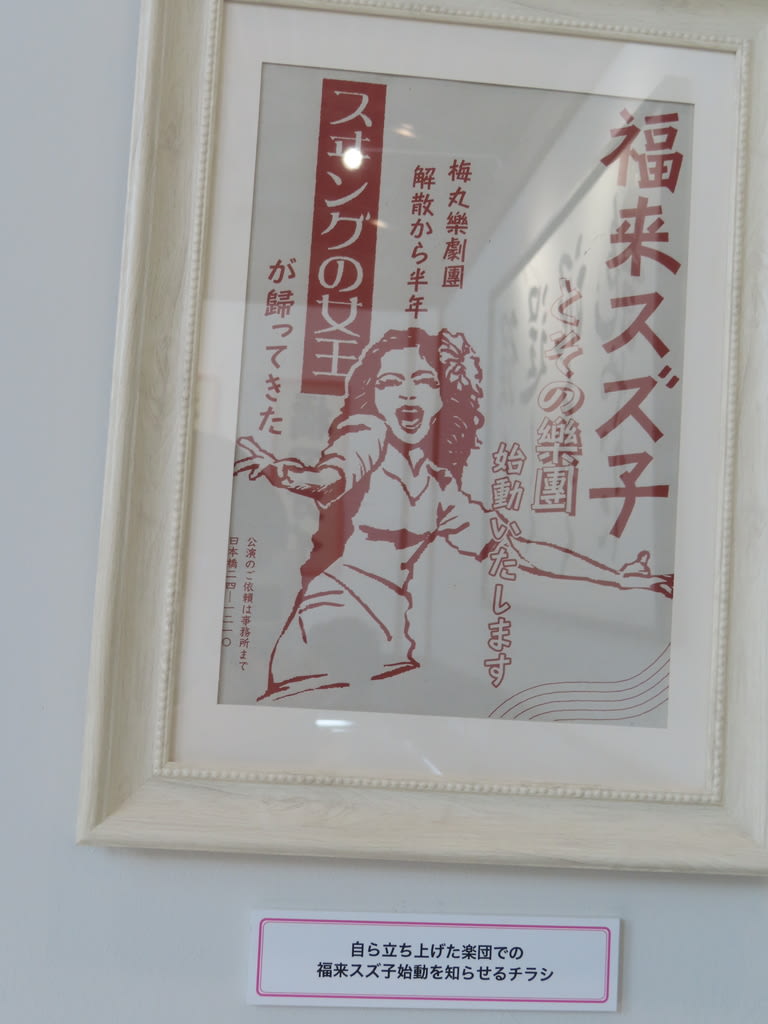 福来スズ子
とその樂團
始動いたします
梅丸樂劇團
解散から半年
スヰングの女王
が歸ってきた
公演のご依頼は事務所まで
日本橋二四―一二一〇
自ら立ち上げた楽団での
福来スズ子始動を知らせるチラシ